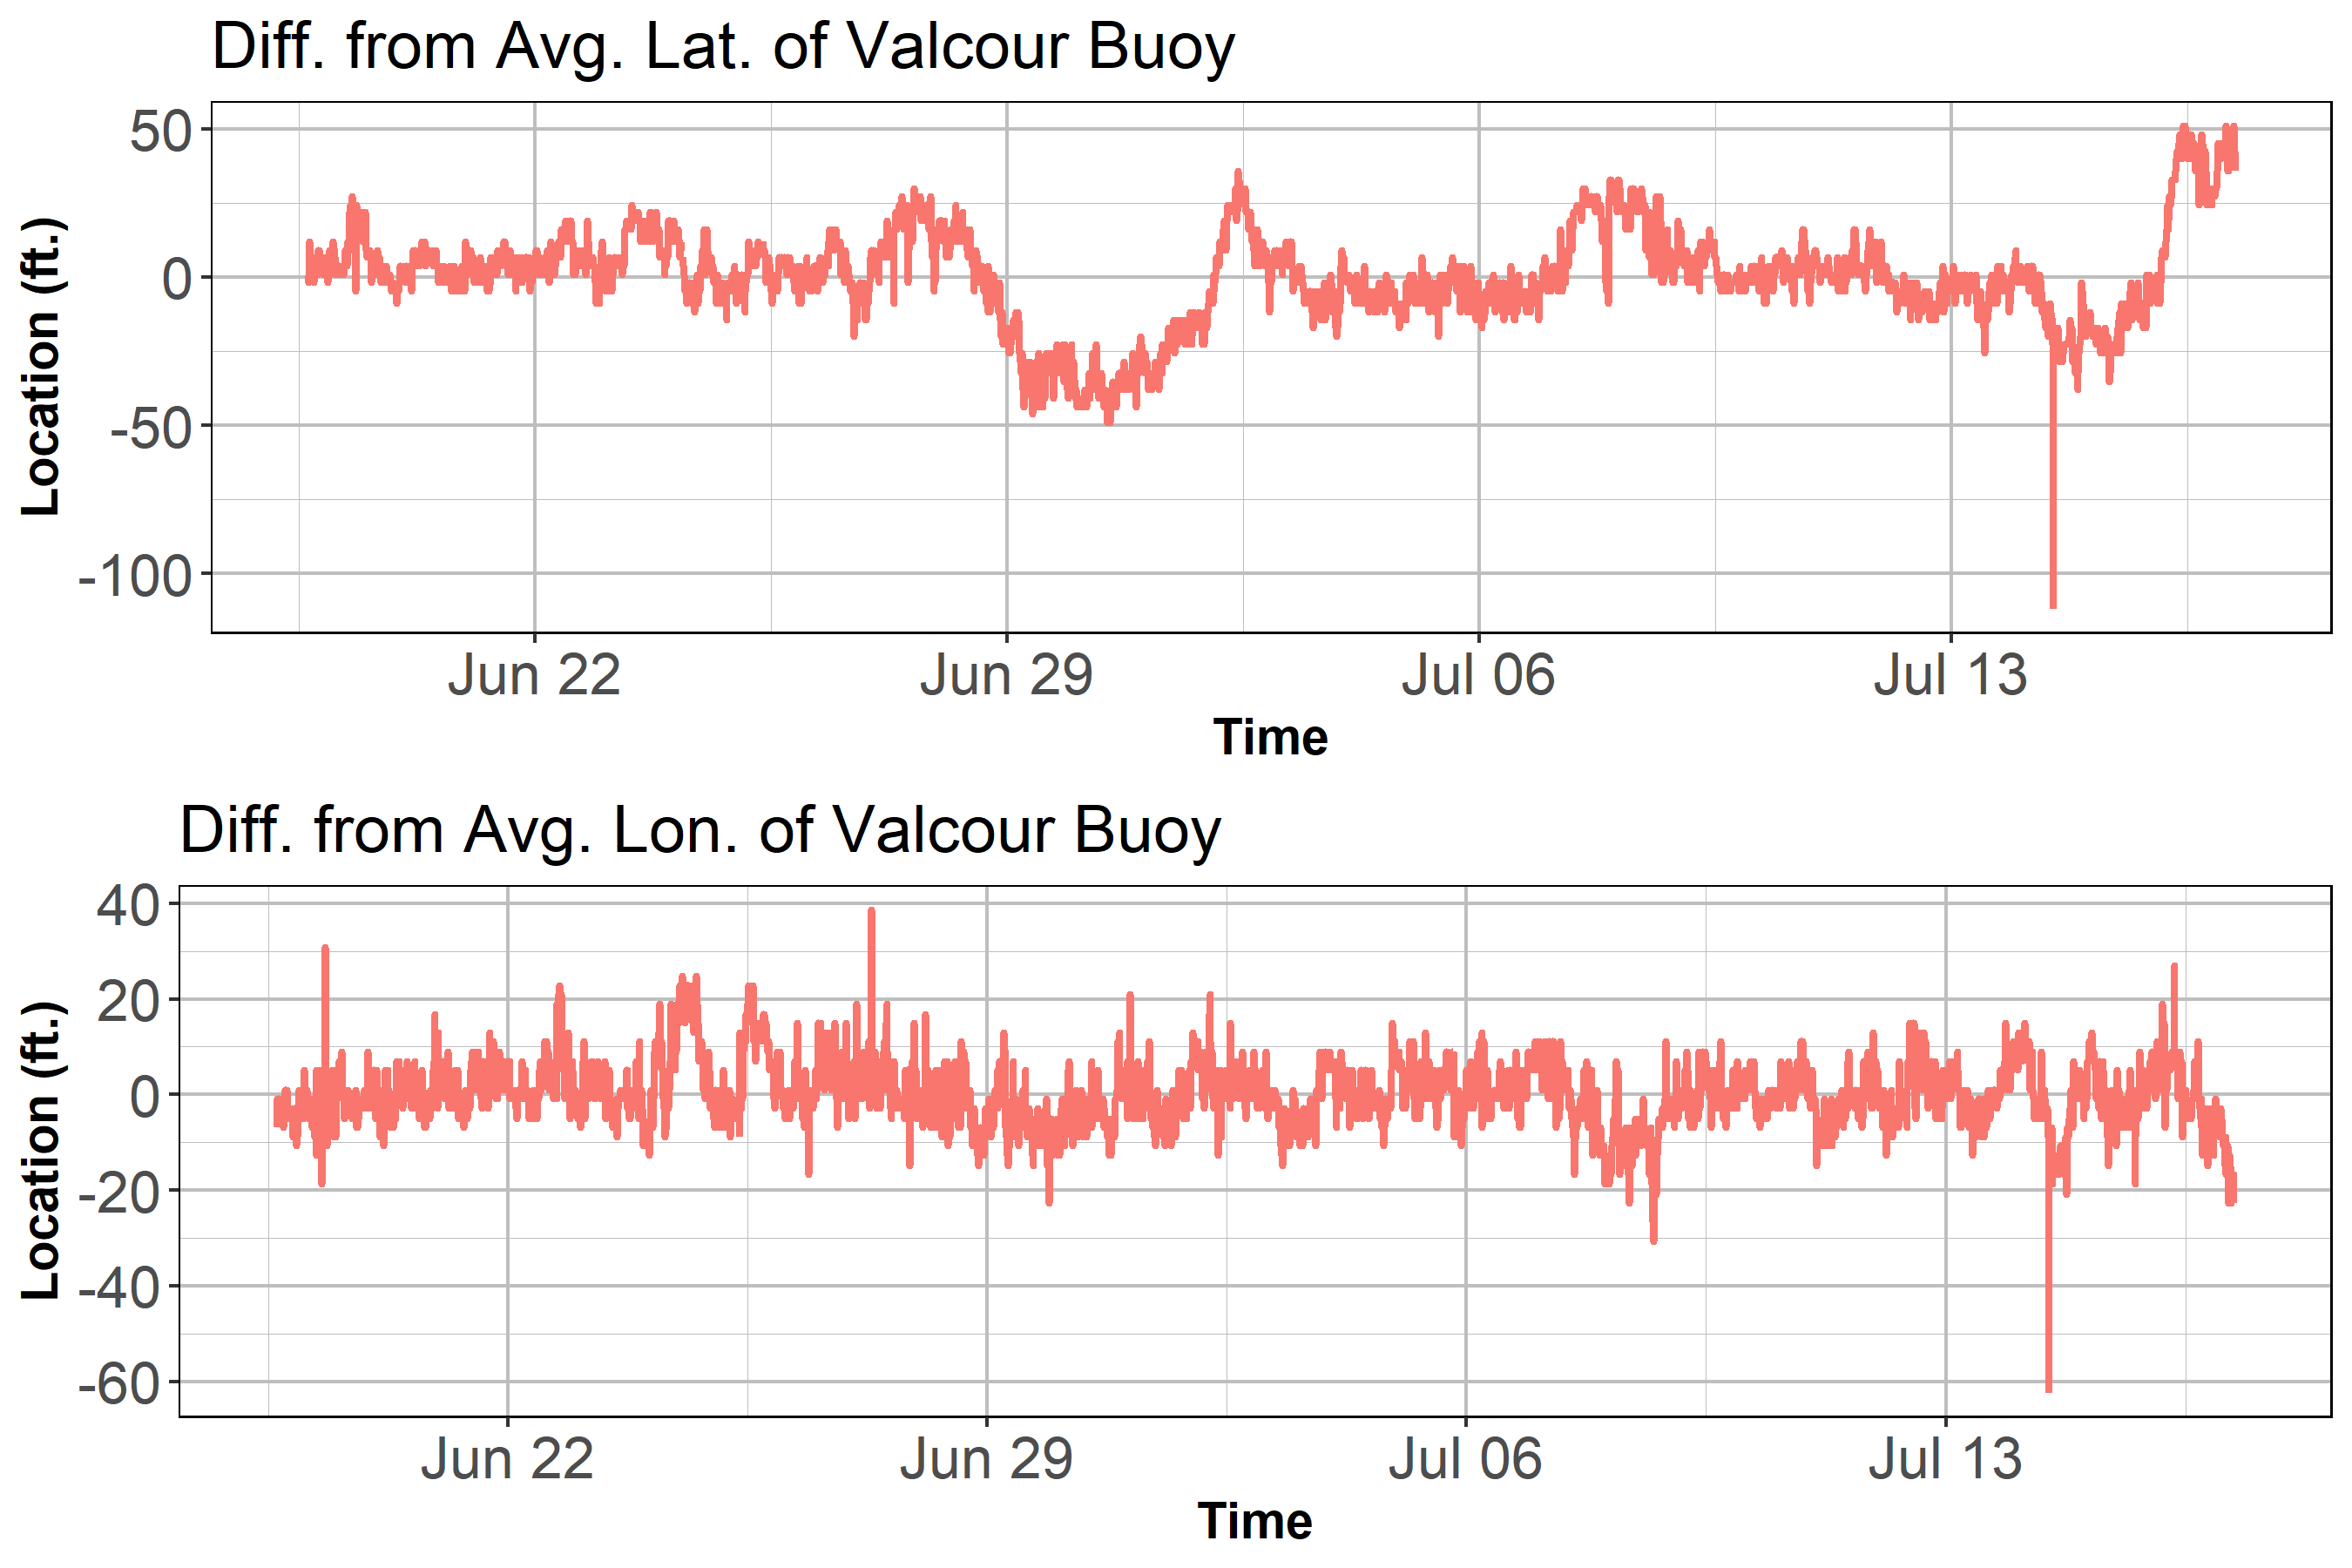 Diff. from Avg. Lat. of Valcour Buoy
Location (ft.)
50
0
-50
-100
Jun 22 Jun 29 Jul 06 Jul 13
Time
Diff. from Avg. Lon. of Valcour Buoy
Location (ft.)
40
20
0
-20
-40
-60
Jun 22 Jun 29 Jul 06 Jul 13
Time